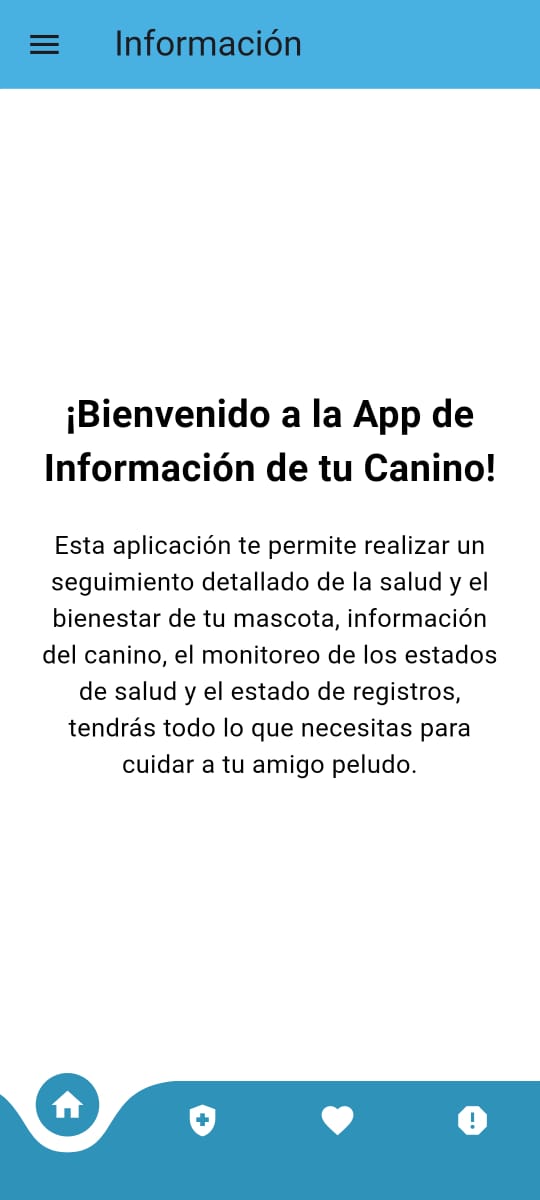 Información
¡Bienvenido a la App de
Información de tu Canino!
Esta aplicación te permite realizar un
seguimiento detallado de la salud y el
bienestar de tu mascota, información
del canino, el monitoreo de los estados
de salud y el estado de registros,
tendrás todo lo que necesitas para
cuidar a tu amigo peludo.